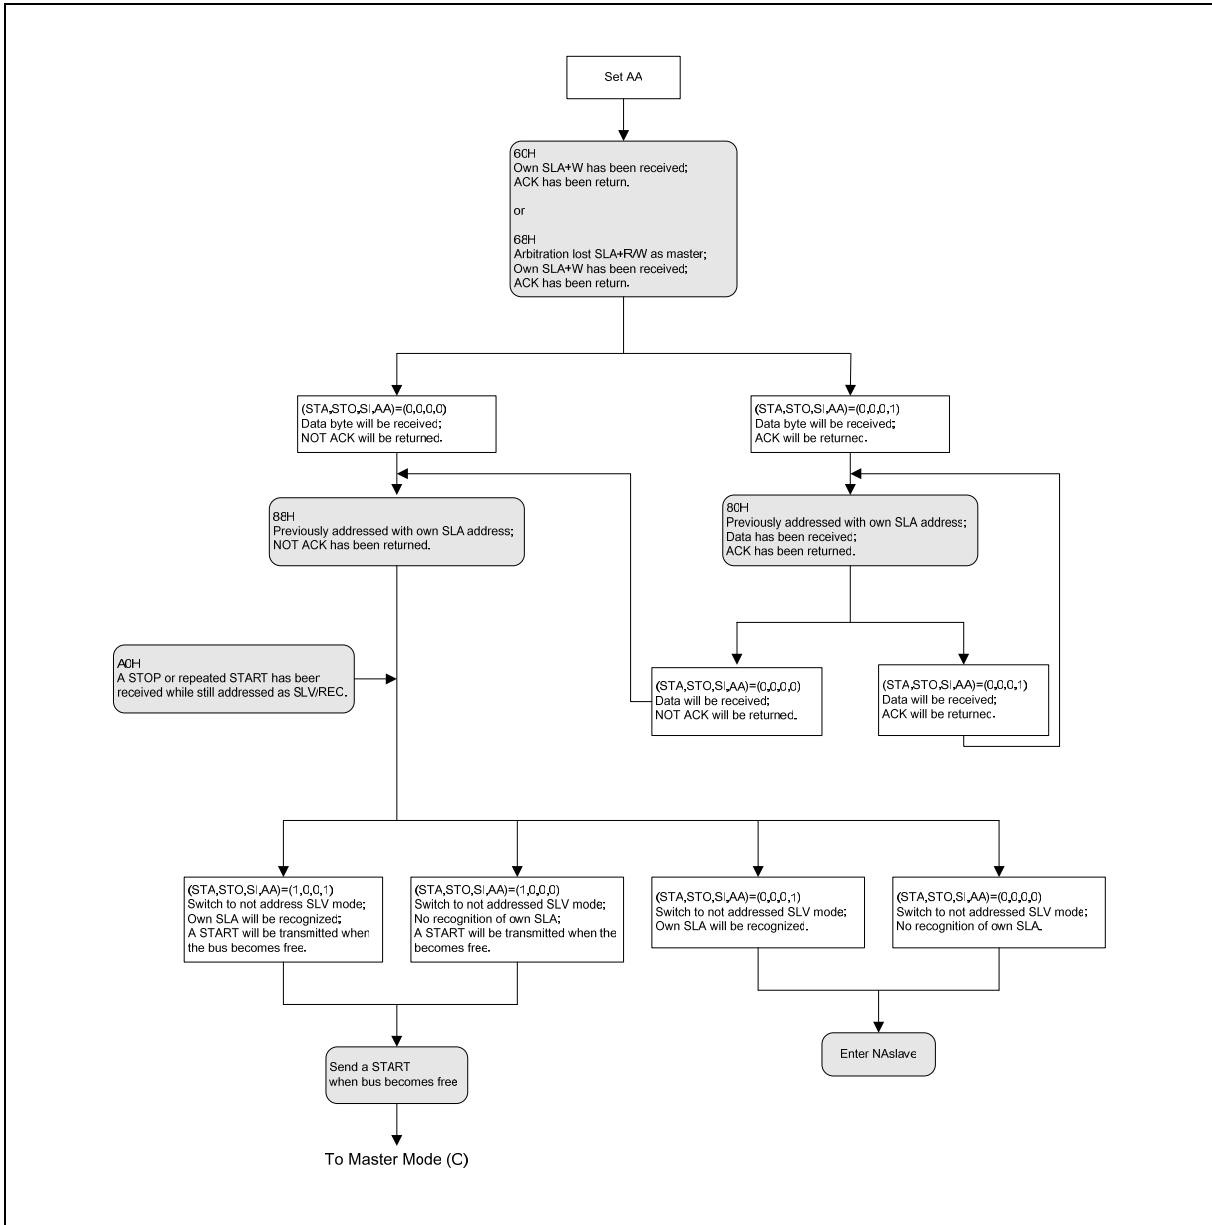 Set AA
60H
Own SLA+W has been received;
ACK has been return.
or
68H
Arbitration lost SLA+R/W as master;
Own SLA+W has been received;
ACK has been return.
(STA,STO,SI,AA)=(0,0,0,0)
Data byte will be received;
NOT ACK will be returned.
(STA,STO,SI,AA)=(0,0,0,1)
Data byte will be received;
ACK will be returned.
88H
Previously addressed with own SLA address;
NOT ACK has been returned.
80H
Previously addressed with own SLA address;
Data has been received;
ACK has been returned.
A0H
A STOP or repeated START has been
received while still addressed as SLV/REC.
(STA,STO,SI,AA)=(0,0,0,0)
Data will be received;
NOT ACK will be returned.
(STA,STO,SI,AA)=(0,0,0,1)
Data will be received;
ACK will be returned.
(STA,STO,SI,AA)=(1,0,0,1)
Switch to not address SLV mode;
Own SLA will be recognized;
A START will be transmitted when
the bus becomes free.
(STA,STO,SI,AA)=(1,0,0,0)
Switch to not addressed SLV mode;
No recognition of own SLA;
A START will be transmitted when the
becomes free.
(STA,STO,SI,AA)=(0,0,0,1)
Switch to not addressed SLV mode;
Own SLA will be recognized.
(STA,STO,SI,AA)=(0,0,0,0)
Switch to not addressed SLV mode;
No recognition of own SLA.
Send a START
when bus becomes free
Enter NAslave
To Master Mode (C)